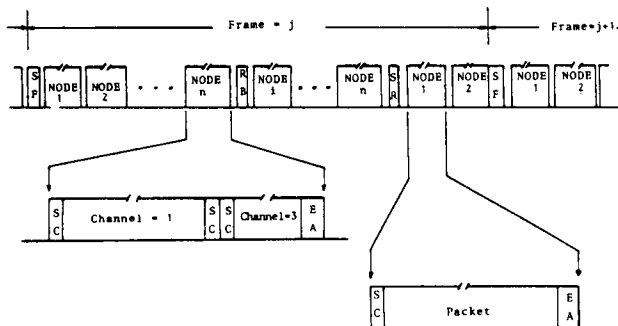 Frame = j
Frame=j+1
S F NODE 1 NODE 2 . . . NODE n R B NODE i . . . NODE n S R NODE 1 NODE 2 S F NODE 1 NODE 2
S C Channel = 1 S C S C Channel=3 E A
S C Packet E A